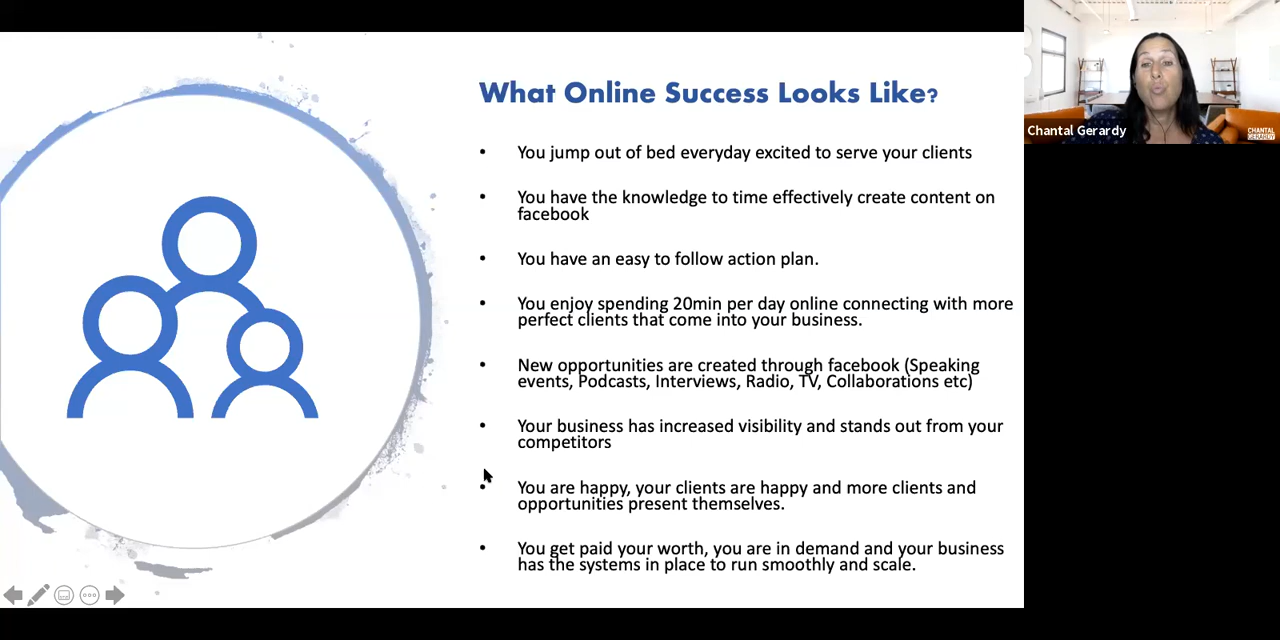 What Online Success Looks Like?
• You jump out of bed everyday excited to serve your clients
• You have the knowledge to time effectively create content on
facebook
• You have an easy to follow action plan.
• You enjoy spending 20min per day online connecting with more
perfect clients that come into your business.
• New opportunities are created through facebook (Speaking
events, Podcasts, Interviews, Radio, TV, Collaborations etc)
• Your business has increased visibility and stands out from your
competitors
• You are happy, your clients are happy and more clients and
opportunities present themselves.
• You get paid your worth, you are in demand and your business
has the systems in place to run smoothly and scale.
Chantal Gerardy
CHANTAL
GERARDY